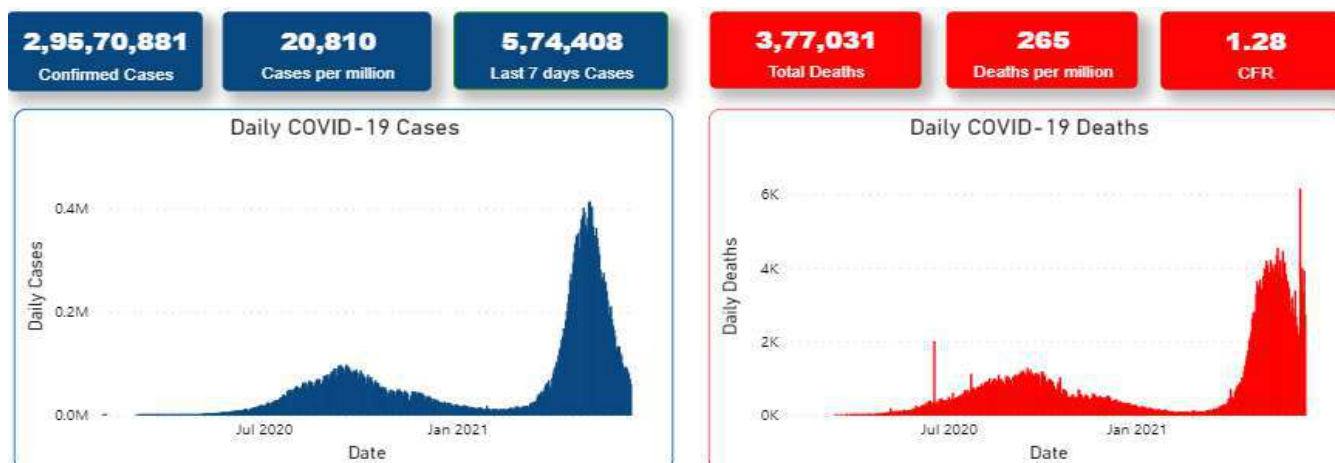 2,95,70,881
Confirmed Cases
20,810
Cases per million
5,74,408
Last 7 days Cases
3,77,031
Total Deaths
265
Deaths per million
1.28
CFR
Daily COVID-19 Cases
0.4M
0.2M
0.0M
Daily Cases
Jul 2020
Jan 2021
Date
Daily COVID-19 Deaths
6K
4K
2K
0K
Daily Deaths
Jul 2020
Jan 2021
Date